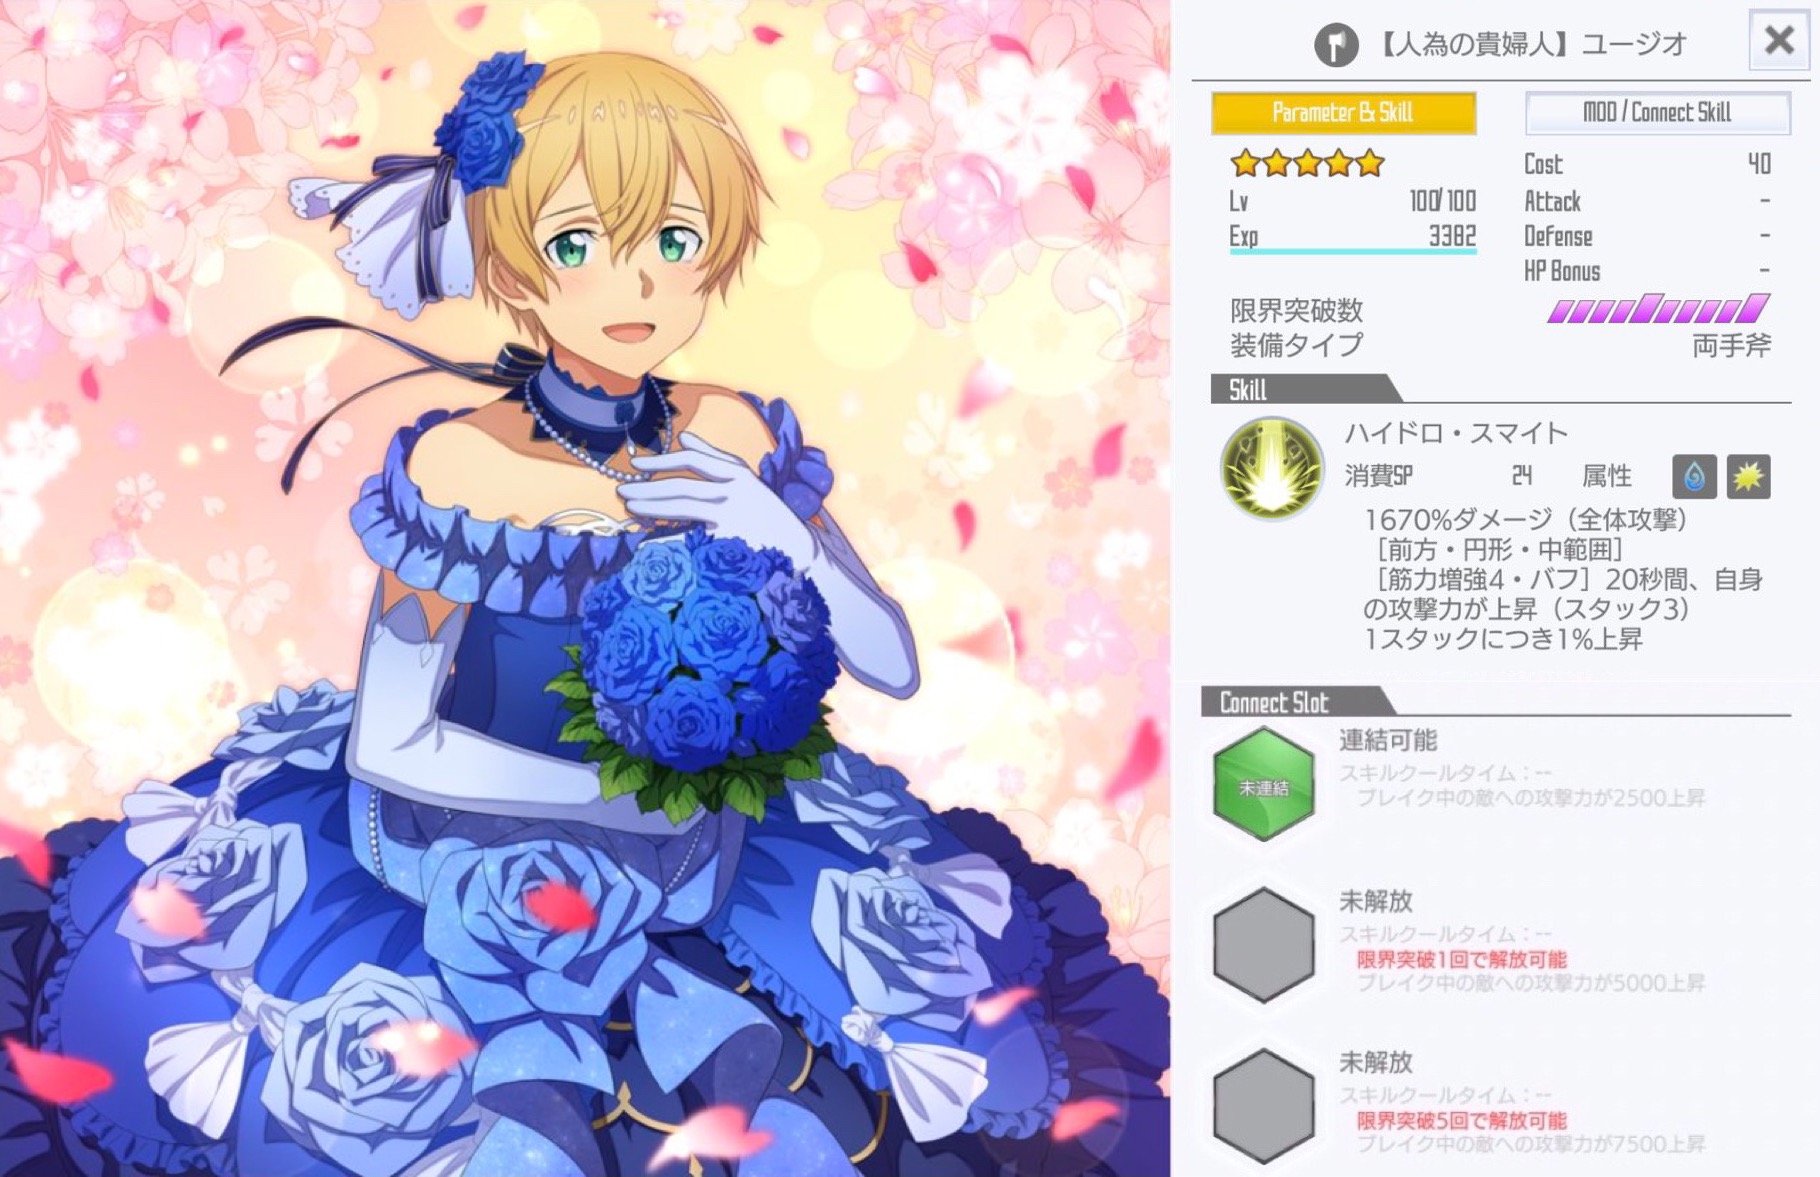 【人為の貴婦人】ユージオ
Parameter & Skill
MOD / Connect Skill
Lv 100/100
Exp 3382
Cost 40
Attack -
Defense -
HP Bonus -
限界突破数
装備タイプ 両手斧
Skill
ハイドロ・スマイト
消費SP 24 属性
1670%ダメージ（全体攻撃）
［前方・円形・中範囲］
［筋力増強4・バフ］20秒間、自身
の攻撃力が上昇（スタック3）
1スタックにつき1%上昇
Connect Slot
未連結
連結可能
スキルクールタイム：--
ブレイク中の敵への攻撃力が2500上昇
未解放
スキルクールタイム：--
限界突破1回で解放可能
ブレイク中の敵への攻撃力が5000上昇
未解放
スキルクールタイム：--
限界突破5回で解放可能
ブレイク中の敵への攻撃力が7500上昇